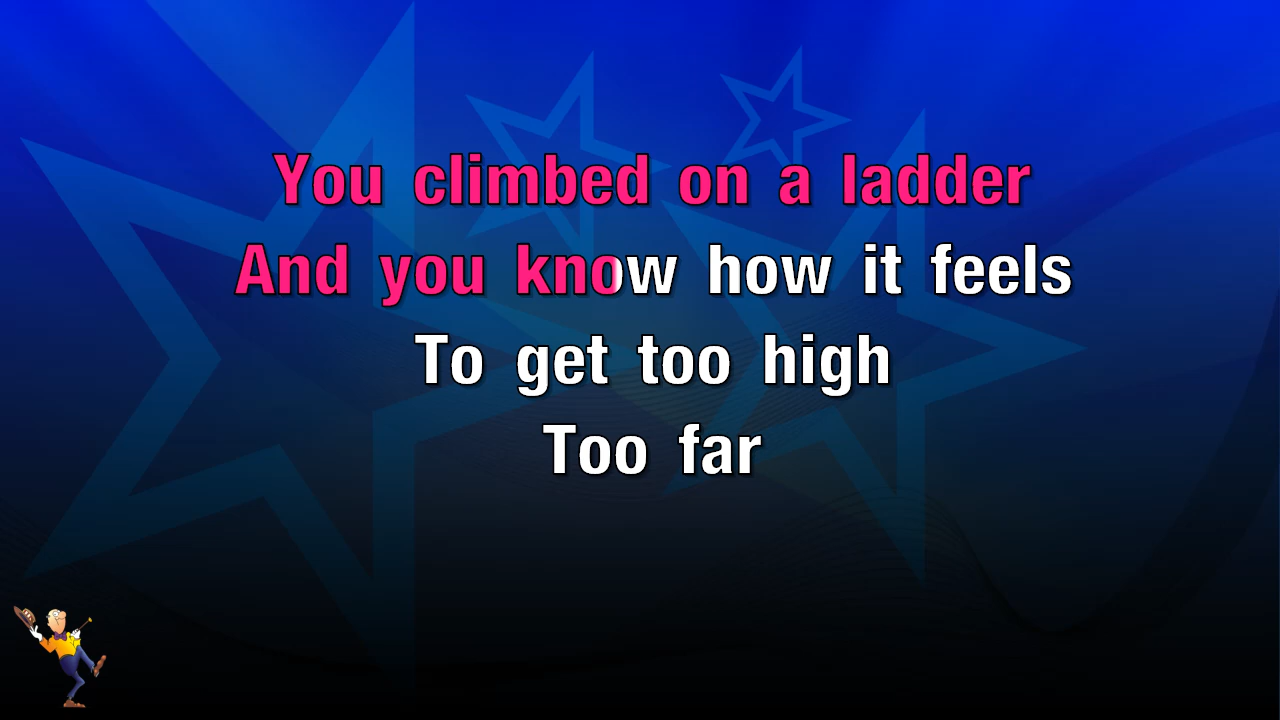 You climbed on a ladder
And you know how it feels
To get too high
Too far